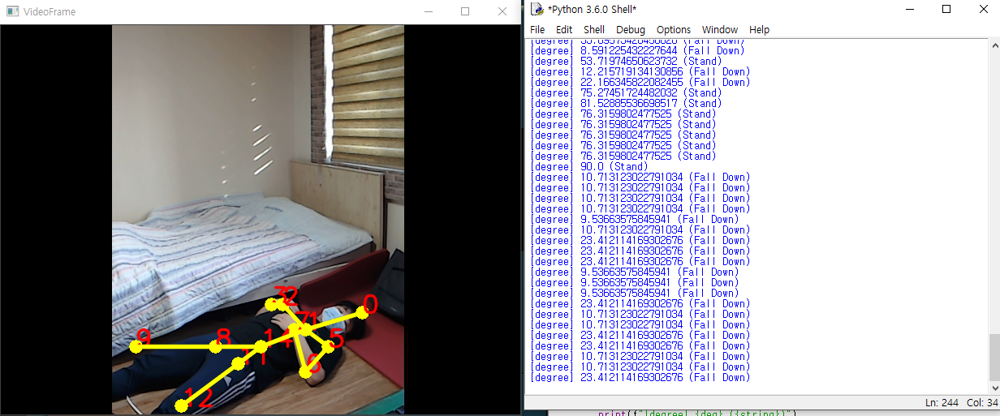 VideoFrame
0
3 2
7 1
9 8 1 4 5
11 6
12
*Python 3.6.0 Shell*
File Edit Shell Debug Options Window Help
(Fall Down)
[degree] 8.591225432227644 (Fall Down)
[degree] 53.71974650623732 (Stand)
[degree] 12.215719134130856 (Fall Down)
[degree] 22.166345822082455 (Fall Down)
[degree] 75.27451724482032 (Stand)
[degree] 81.52885536698517 (Stand)
[degree] 76.3159802477525 (Stand)
[degree] 76.3159802477525 (Stand)
[degree] 76.3159802477525 (Stand)
[degree] 76.3159802477525 (Stand)
[degree] 76.3159802477525 (Stand)
[degree] 90.0 (Stand)
[degree] 10.713123022791034 (Fall Down)
[degree] 10.713123022791034 (Fall Down)
[degree] 10.713123022791034 (Fall Down)
[degree] 10.713123022791034 (Fall Down)
[degree] 9.53663575845941 (Fall Down)
[degree] 10.713123022791034 (Fall Down)
[degree] 23.412114169302676 (Fall Down)
[degree] 23.412114169302676 (Fall Down)
[degree] 23.412114169302676 (Fall Down)
[degree] 9.53663575845941 (Fall Down)
[degree] 9.53663575845941 (Fall Down)
[degree] 9.53663575845941 (Fall Down)
[degree] 23.412114169302676 (Fall Down)
[degree] 10.713123022791034 (Fall Down)
[degree] 10.713123022791034 (Fall Down)
[degree] 23.412114169302676 (Fall Down)
[degree] 23.412114169302676 (Fall Down)
[degree] 10.713123022791034 (Fall Down)
[degree] 10.713123022791034 (Fall Down)
[degree] 23.412114169302676 (Fall Down)
Ln: 244 Col: 34
print(f"[degree] {deg} ({string})")